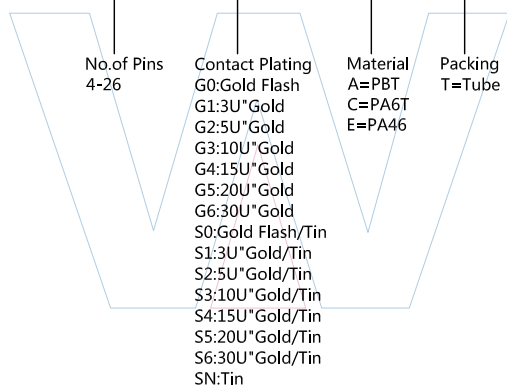 No.of Pins
4-26
Contact Plating
G0:Gold Flash
G1:3U"Gold
G2:5U"Gold
G3:10U"Gold
G4:15U"Gold
G5:20U"Gold
G6:30U"Gold
S0:Gold Flash/Tin
S1:3U"Gold/Tin
S2:5U"Gold/Tin
S3:10U"Gold/Tin
S4:15U"Gold/Tin
S5:20U"Gold/Tin
S6:30U"Gold/Tin
SN:Tin
Material
A=PBT
C=PA6T
E=PA46
Packing
T=Tube